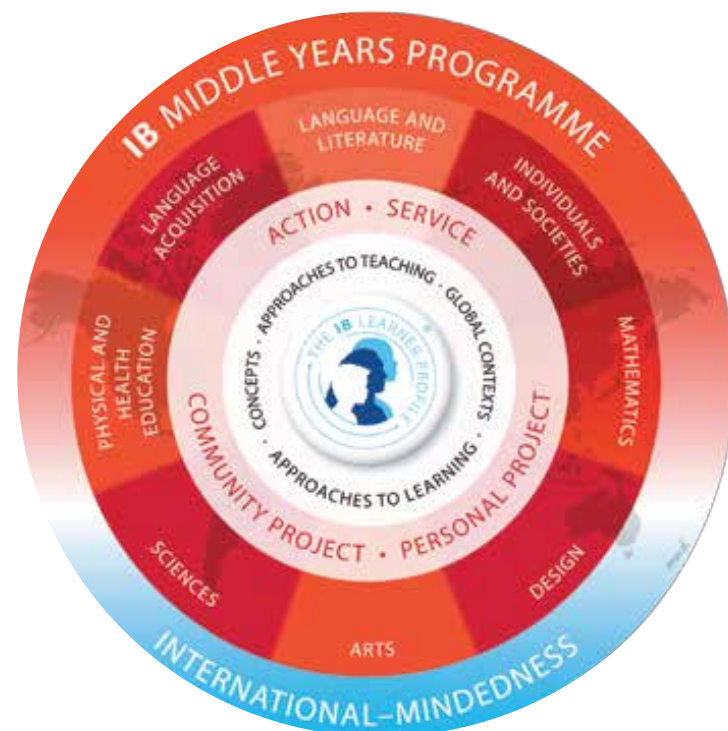 IB MIDDLE YEARS PROGRAMME
LANGUAGE AND
LITERATURE
INDIVIDUALS
AND SOCIETIES
MATHEMATICS
DESIGN
ARTS
SCIENCES
PHYSICAL AND
HEALTH
EDUCATION
LANGUAGE
ACQUISITION
ACTION • SERVICE
PERSONAL PROJECT
COMMUNITY PROJECT •
APPROACHES TO TEACHING · GLOBAL CONTEXTS ·
APPROACHES TO LEARNING
· CONCEPTS ·
THE IB LEARNER PROFILE
®
INTERNATIONAL–MINDEDNESS